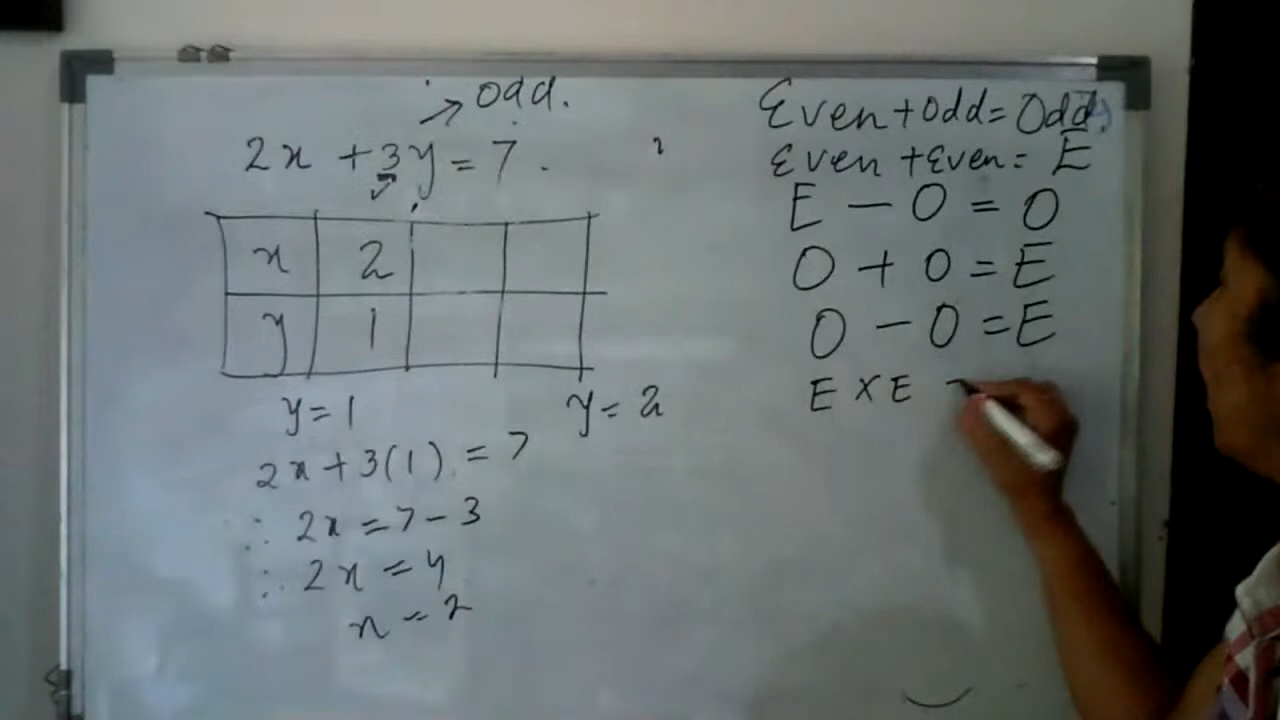 → odd.
2x + 3y = 7.
x 2
y 1
y = 1
y = 2
2x + 3(1) = 7
∴ 2x = 7 - 3
∴ 2x = 4
x = 2
Even + Odd = Odd
Even + Even = E
E - O = O
O + O = E
O - O = E
E × E